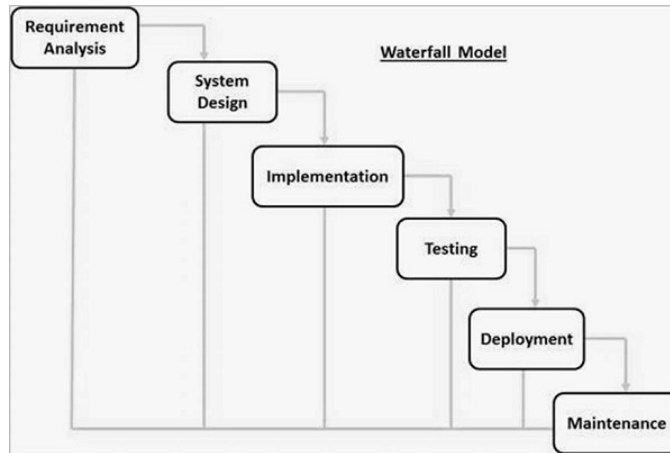 Requirement
Analysis
Waterfall Model
System
Design
Implementation
Testing
Deployment
Maintenance